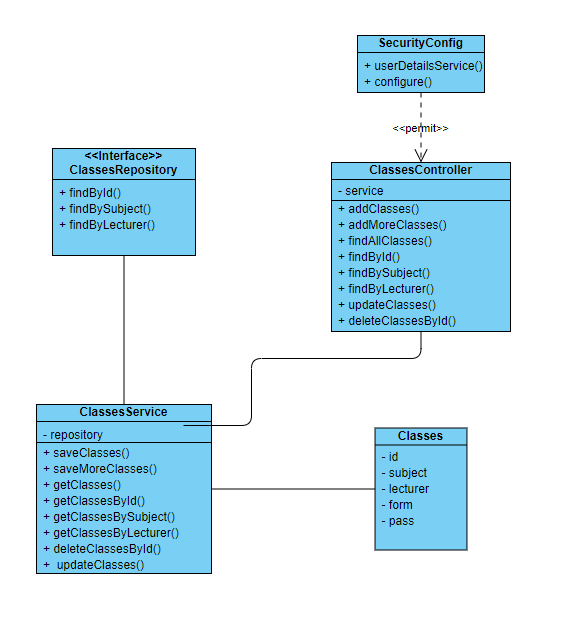 SecurityConfig
+ userDetailsService()
+ configure()
<<permit>>
<<Interface>>
ClassesRepository
+ findById()
+ findBySubject()
+ findByLecturer()
ClassesController
- service
+ addClasses()
+ addMoreClasses()
+ findAllClasses()
+ findById()
+ findBySubject()
+ findByLecturer()
+ updateClasses()
+ deleteClassesById()
ClassesService
- repository
+ saveClasses()
+ saveMoreClasses()
+ getClasses()
+ getClassesById()
+ getClassesBySubject()
+ getClassesByLecturer()
+ deleteClassesById()
+ updateClasses()
Classes
- id
- subject
- lecturer
- form
- pass